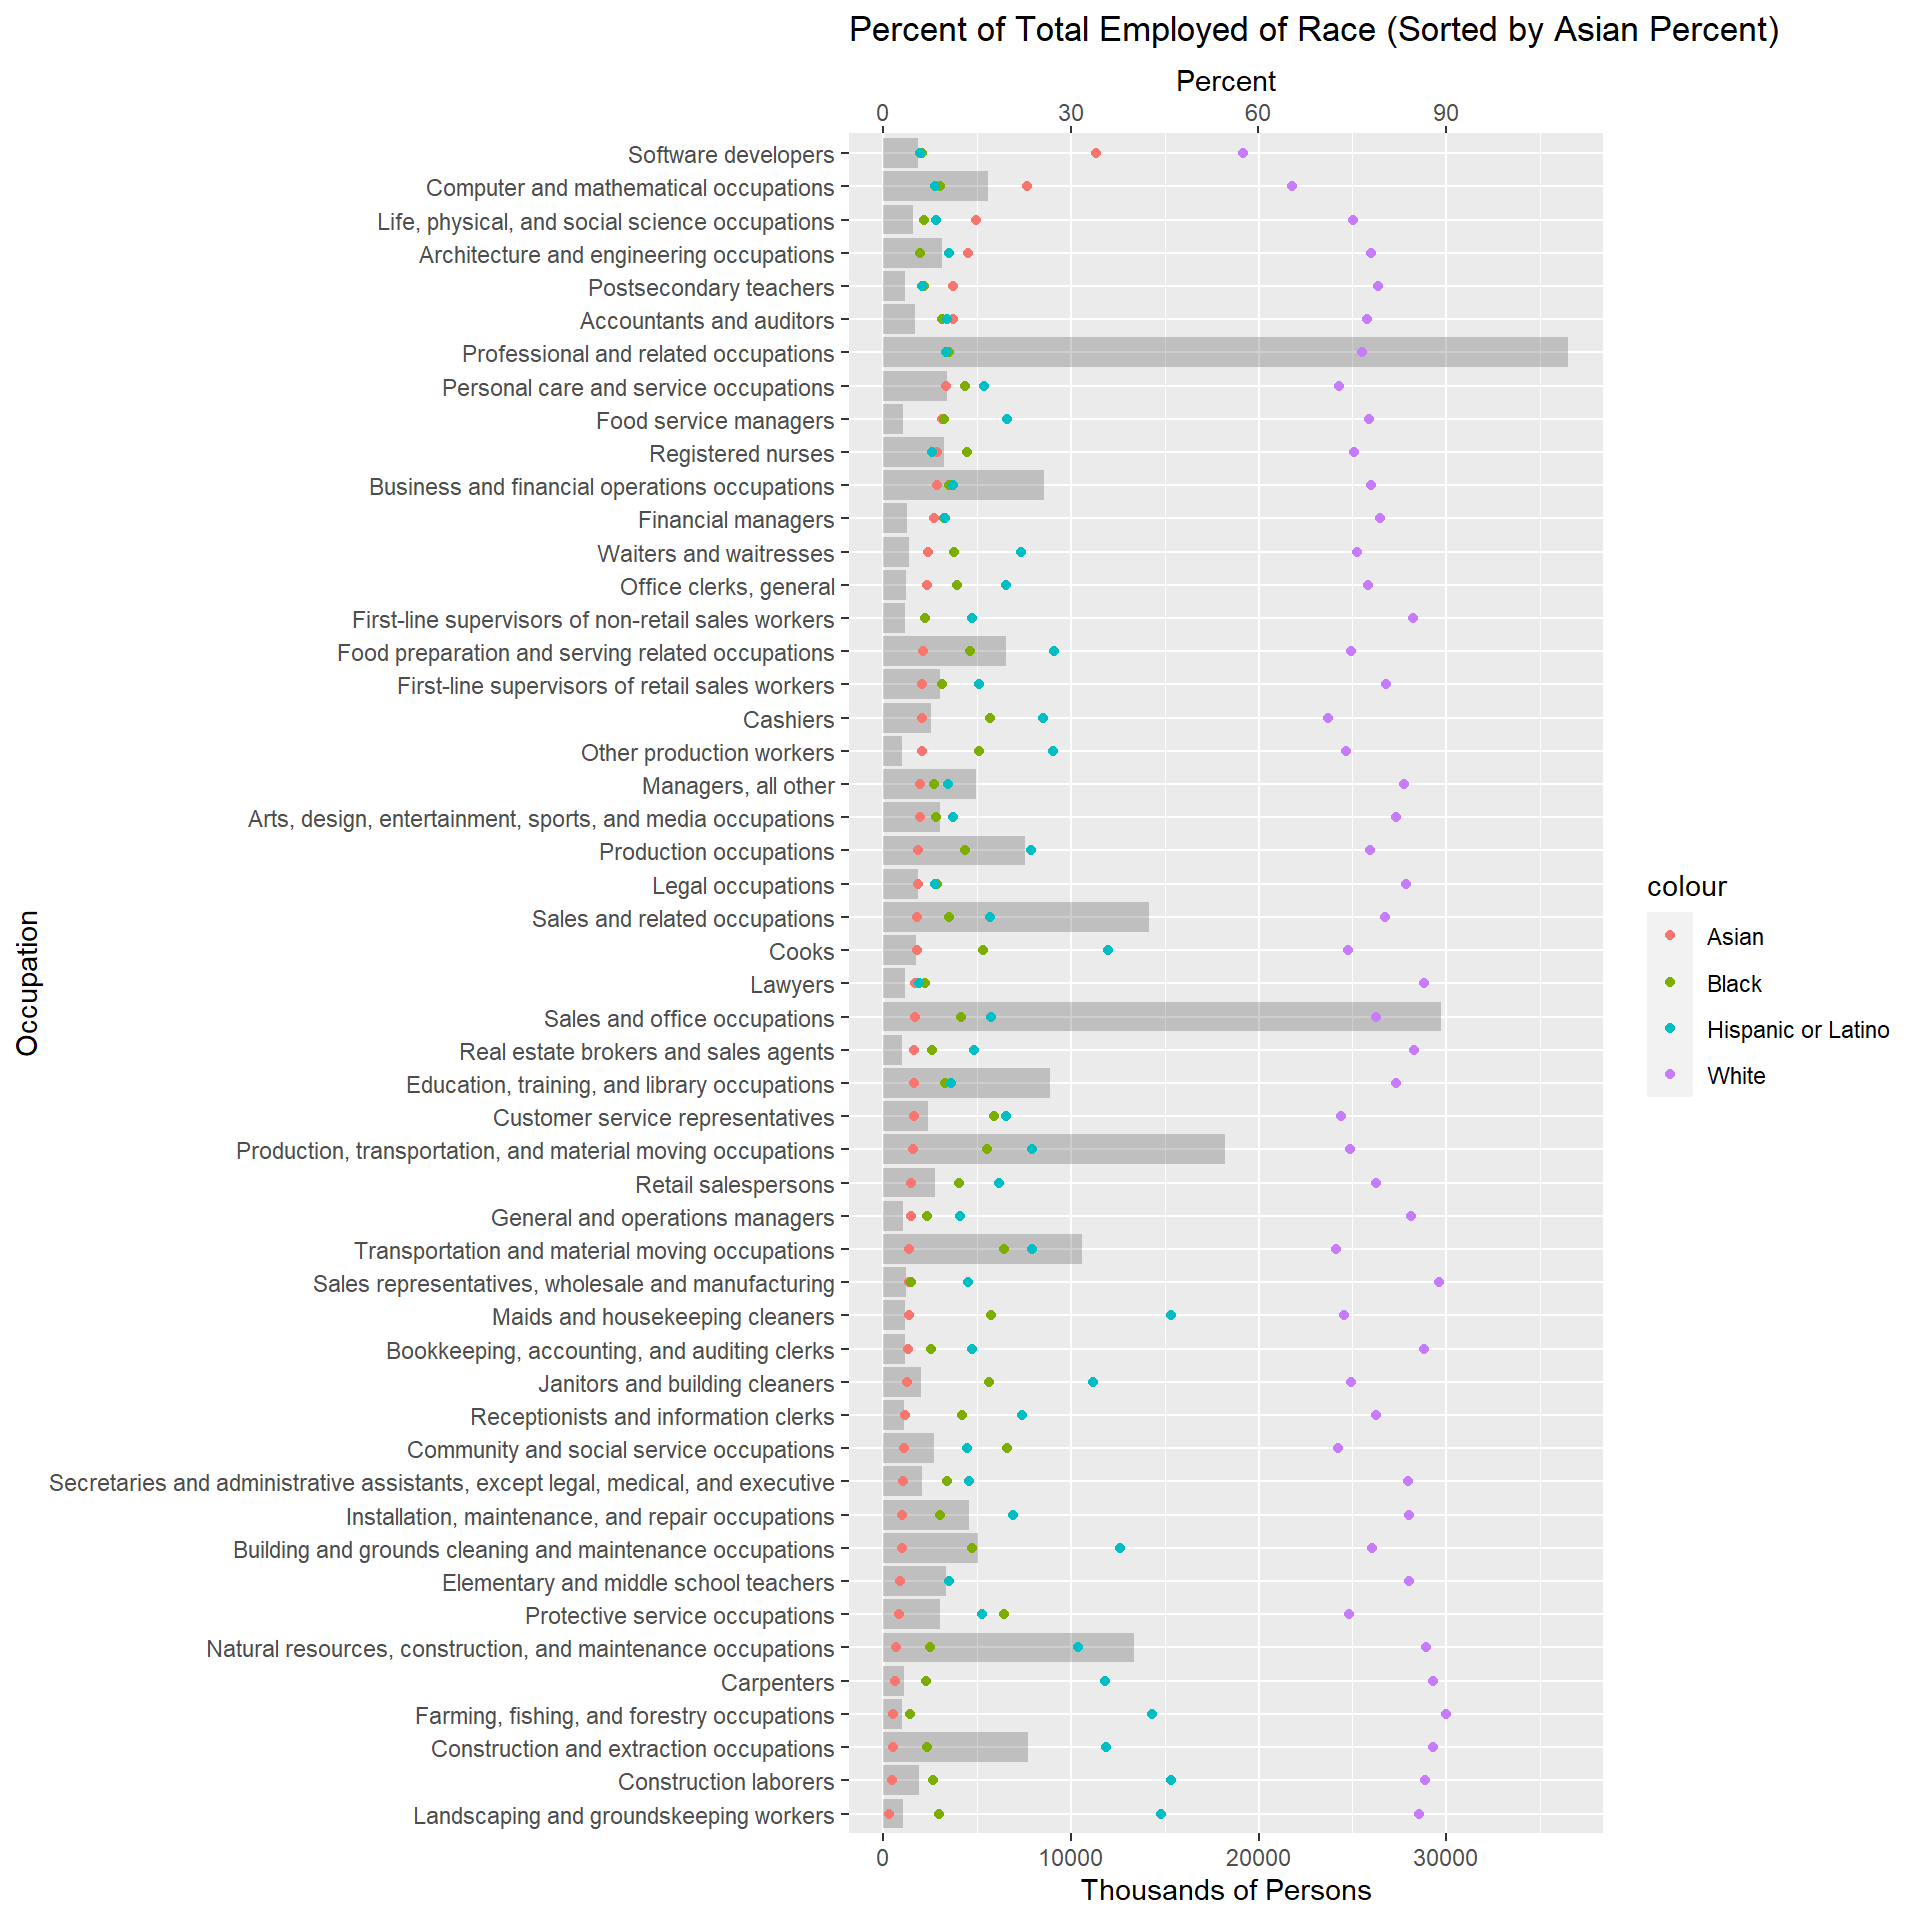 Percent of Total Employed of Race (Sorted by Asian Percent)
Percent
0 30 60 90
Software developers
Computer and mathematical occupations
Life, physical, and social science occupations
Architecture and engineering occupations
Postsecondary teachers
Accountants and auditors
Professional and related occupations
Personal care and service occupations
Food service managers
Registered nurses
Business and financial operations occupations
Financial managers
Waiters and waitresses
Office clerks, general
First-line supervisors of non-retail sales workers
Food preparation and serving related occupations
First-line supervisors of retail sales workers
Cashiers
Other production workers
Managers, all other
Arts, design, entertainment, sports, and media occupations
Production occupations
Legal occupations
Sales and related occupations
Cooks
Lawyers
Sales and office occupations
Real estate brokers and sales agents
Education, training, and library occupations
Customer service representatives
Production, transportation, and material moving occupations
Retail salespersons
General and operations managers
Transportation and material moving occupations
Sales representatives, wholesale and manufacturing
Maids and housekeeping cleaners
Bookkeeping, accounting, and auditing clerks
Janitors and building cleaners
Receptionists and information clerks
Community and social service occupations
Secretaries and administrative assistants, except legal, medical, and executive
Installation, maintenance, and repair occupations
Building and grounds cleaning and maintenance occupations
Elementary and middle school teachers
Protective service occupations
Natural resources, construction, and maintenance occupations
Carpenters
Farming, fishing, and forestry occupations
Construction and extraction occupations
Construction laborers
Landscaping and groundskeeping workers
0 10000 20000 30000
Thousands of Persons
Occupation
colour
Asian
Black
Hispanic or Latino
White